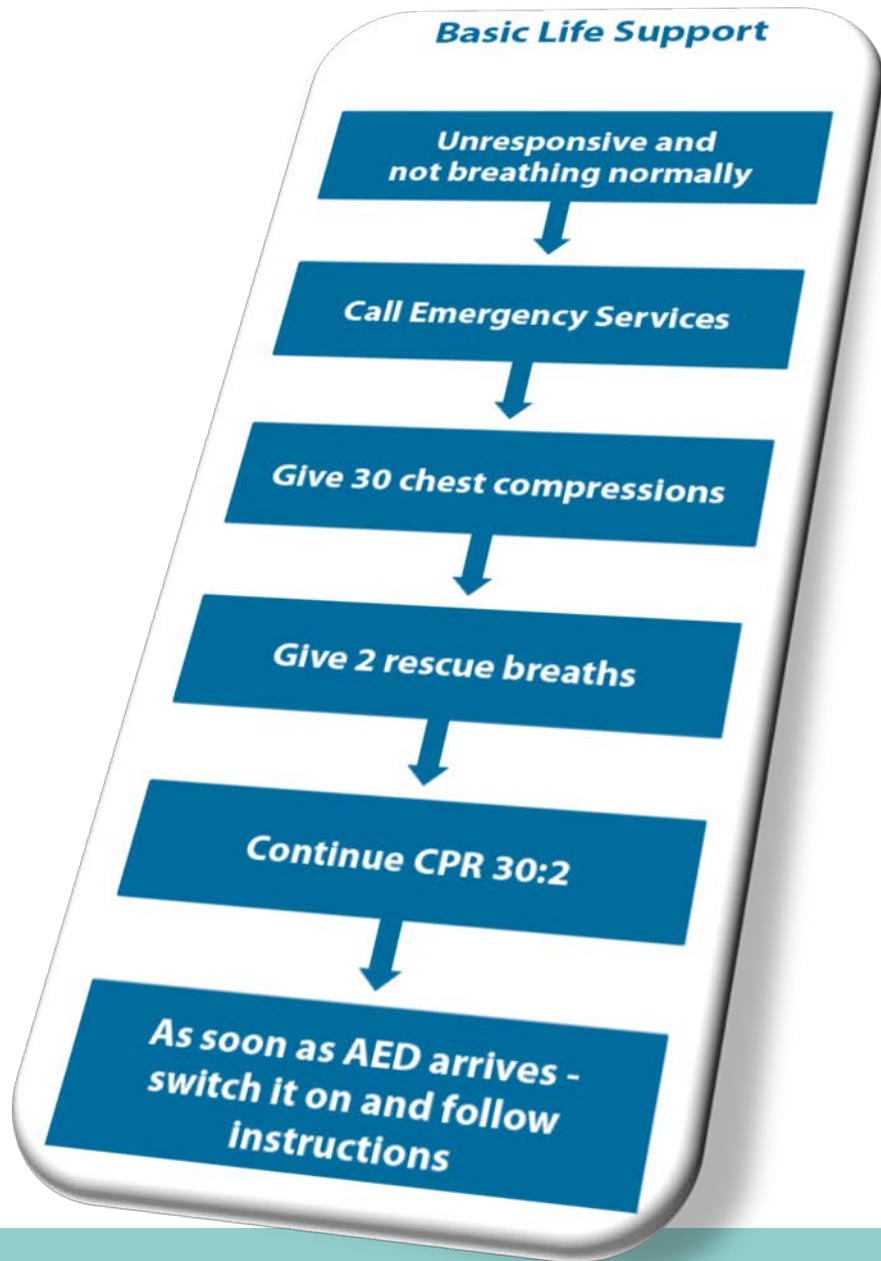 Basic Life Support
Unresponsive and
not breathing normally
Call Emergency Services
Give 30 chest compressions
Give 2 rescue breaths
Continue CPR 30:2
As soon as AED arrives -
switch it on and follow
instructions